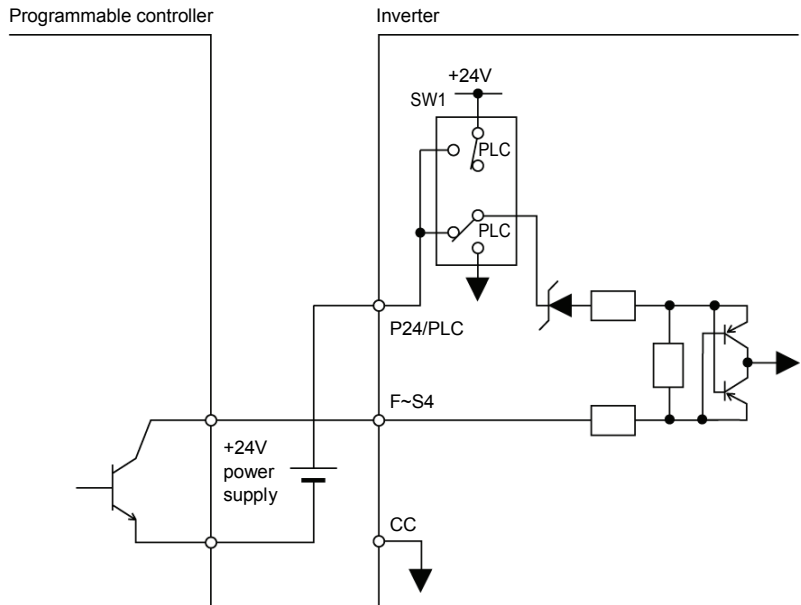 Programmable controller
Inverter
+24V
SW1
PLC
PLC
P24/PLC
F~S4
+24V
power
supply
CC